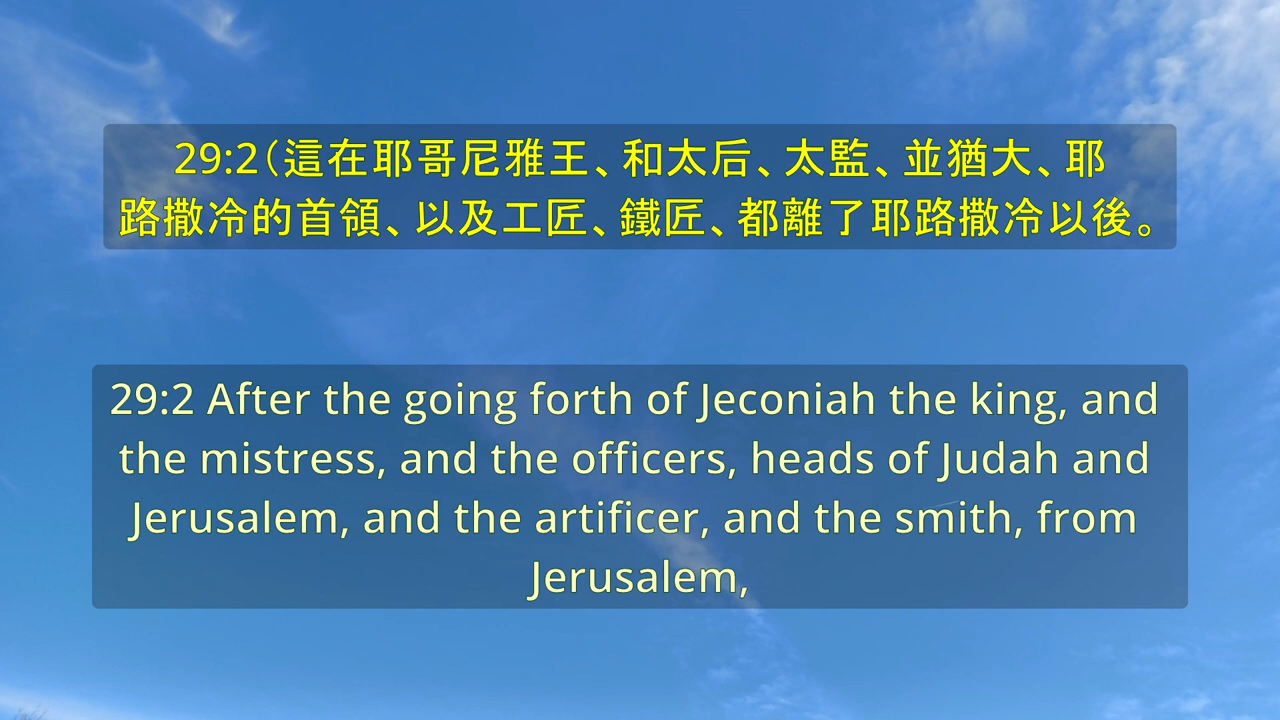 29:2（這在耶哥尼雅王、和太后、太監、並猶大、耶
路撒冷的首領、以及工匠、鐵匠、都離了耶路撒冷以後。
29:2 After the going forth of Jeconiah the king, and
the mistress, and the officers, heads of Judah and
Jerusalem, and the artificer, and the smith, from
Jerusalem,